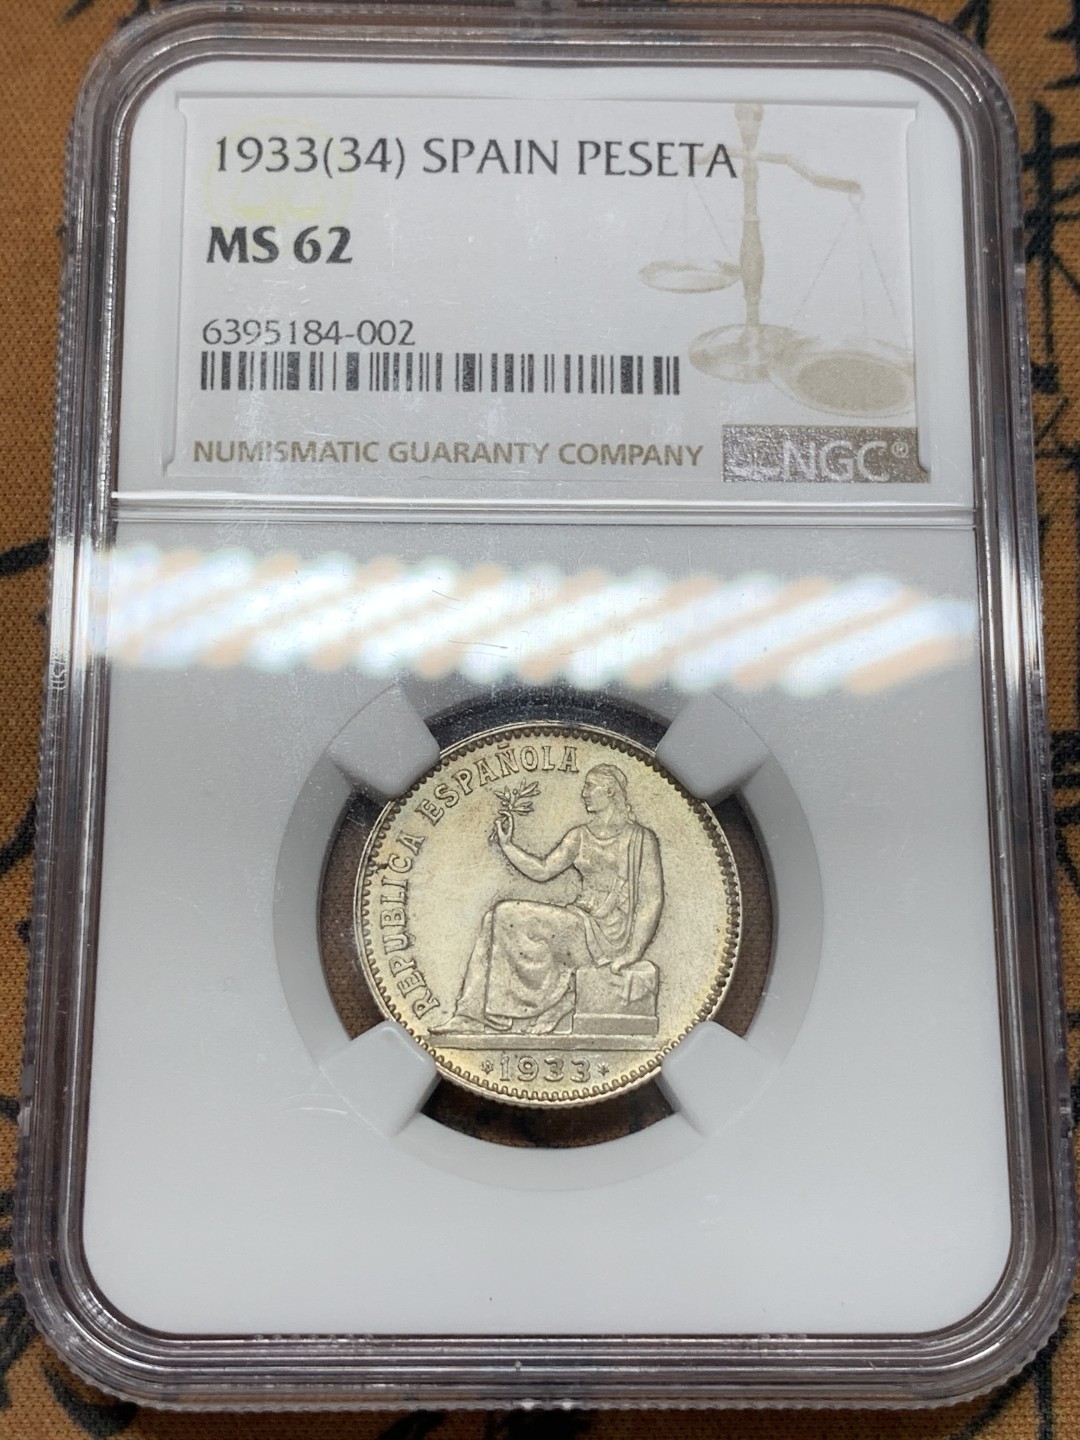 1933(34) SPAIN PESETA
MS 62
6395184-002
NUMISMATIC GUARANTY COMPANY
NGC®
REPUBLICA ESPAÑOLA
*1933*